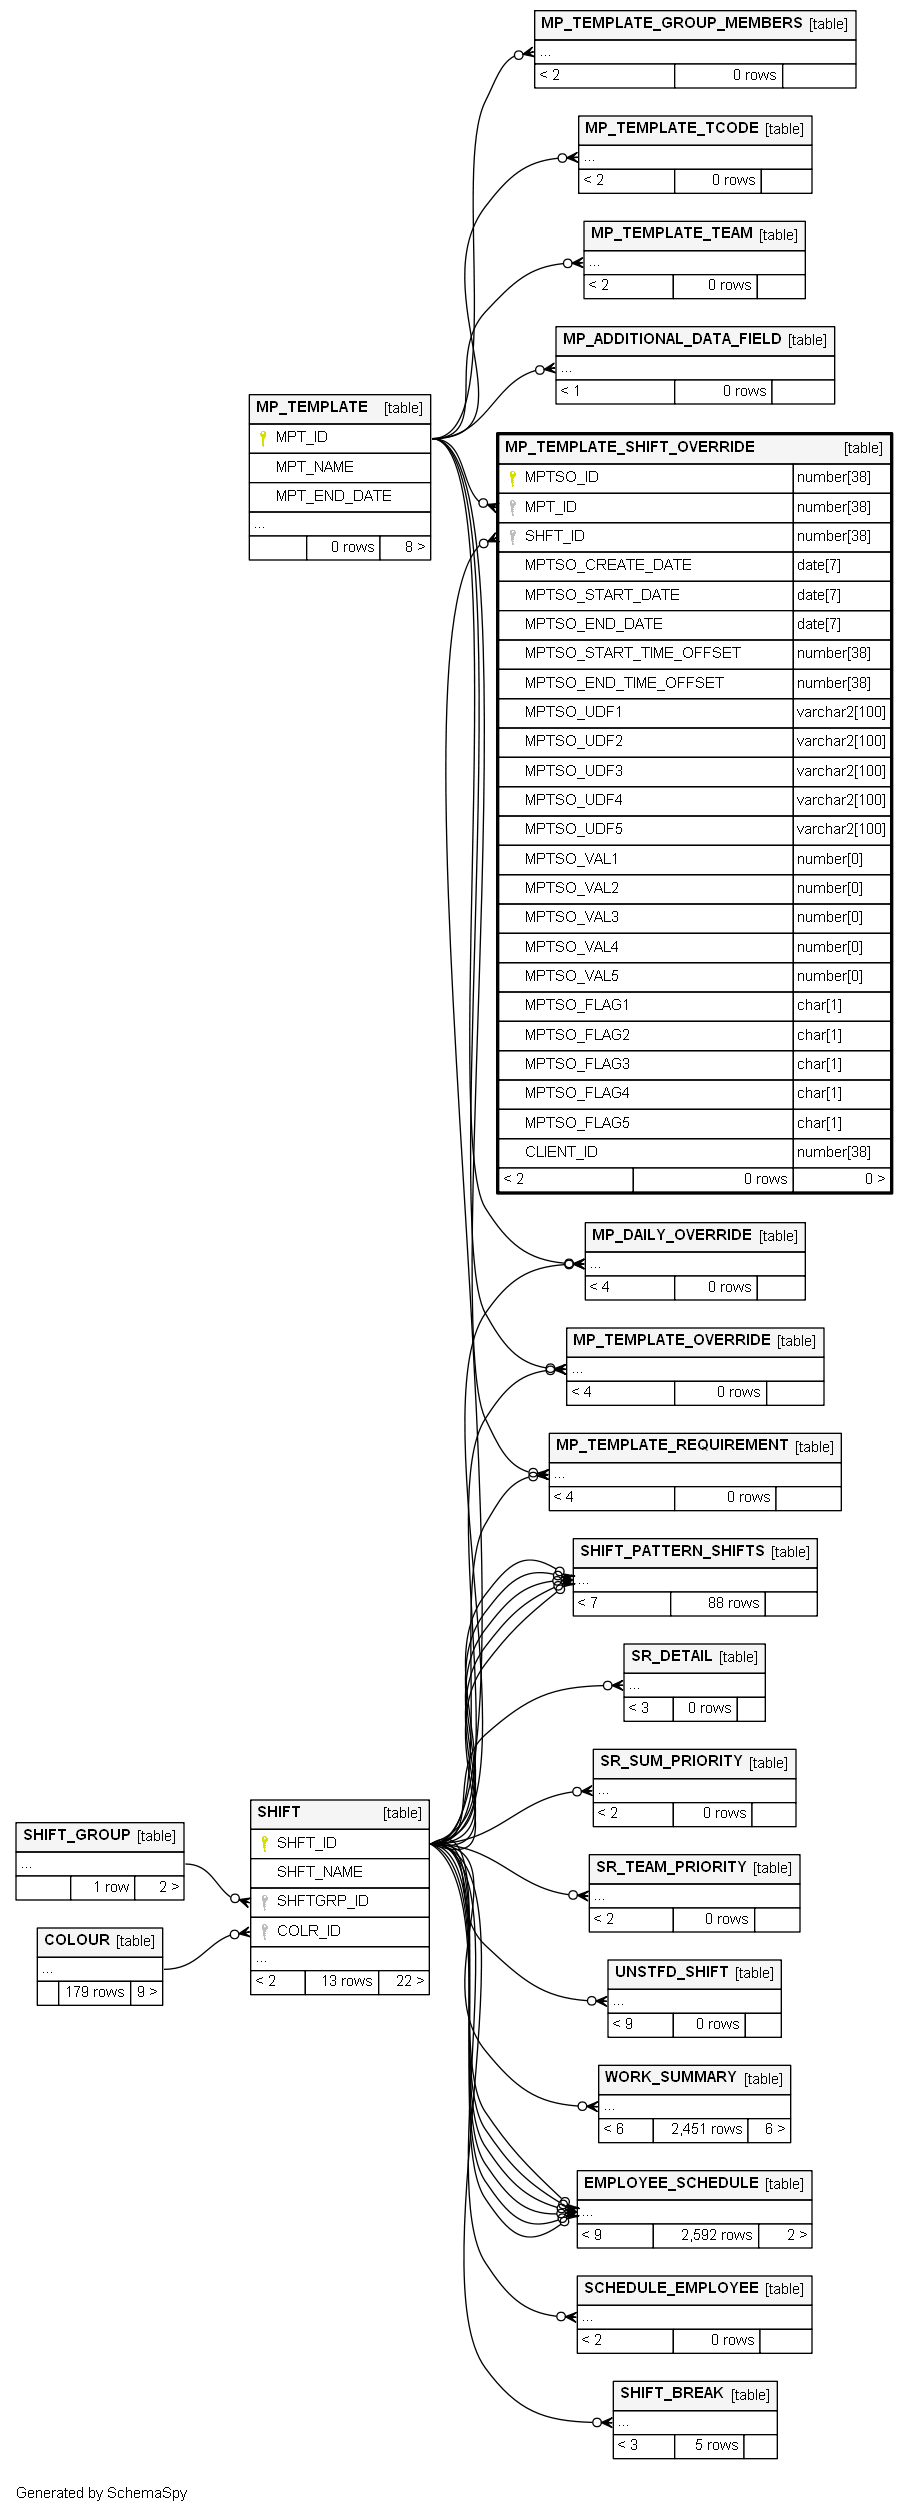 MP_TEMPLATE_GROUP_MEMBERS [table]
...
< 2 0 rows
MP_TEMPLATE_TCODE [table]
...
< 2 0 rows
MP_TEMPLATE_TEAM [table]
...
< 2 0 rows
MP_ADDITIONAL_DATA_FIELD [table]
...
< 1 0 rows
MP_TEMPLATE [table]
MPT_ID
MPT_NAME
MPT_END_DATE
...
0 rows 8 >
MP_TEMPLATE_SHIFT_OVERRIDE [table]
MPTSO_ID number[38]
MPT_ID number[38]
SHFT_ID number[38]
MPTSO_CREATE_DATE date[7]
MPTSO_START_DATE date[7]
MPTSO_END_DATE date[7]
MPTSO_START_TIME_OFFSET number[38]
MPTSO_END_TIME_OFFSET number[38]
MPTSO_UDF1 varchar2[100]
MPTSO_UDF2 varchar2[100]
MPTSO_UDF3 varchar2[100]
MPTSO_UDF4 varchar2[100]
MPTSO_UDF5 varchar2[100]
MPTSO_VAL1 number[0]
MPTSO_VAL2 number[0]
MPTSO_VAL3 number[0]
MPTSO_VAL4 number[0]
MPTSO_VAL5 number[0]
MPTSO_FLAG1 char[1]
MPTSO_FLAG2 char[1]
MPTSO_FLAG3 char[1]
MPTSO_FLAG4 char[1]
MPTSO_FLAG5 char[1]
CLIENT_ID number[38]
< 2 0 rows 0 >
MP_DAILY_OVERRIDE [table]
...
< 4 0 rows
MP_TEMPLATE_OVERRIDE [table]
...
< 4 0 rows
MP_TEMPLATE_REQUIREMENT [table]
...
< 4 0 rows
SHIFT_PATTERN_SHIFTS [table]
...
< 7 88 rows
SR_DETAIL [table]
...
< 3 0 rows
SR_SUM_PRIORITY [table]
...
< 2 0 rows
SHIFT [table]
SHFT_ID
SHFT_NAME
SHFTGRP_ID
COLR_ID
...
< 2 13 rows 22 >
SHIFT_GROUP [table]
...
1 row 2 >
COLOUR [table]
...
179 rows 9 >
SR_TEAM_PRIORITY [table]
...
< 2 0 rows
UNSTFD_SHIFT [table]
...
< 9 0 rows
WORK_SUMMARY [table]
...
< 6 2,451 rows 6 >
EMPLOYEE_SCHEDULE [table]
...
< 9 2,592 rows 2 >
SCHEDULE_EMPLOYEE [table]
...
< 2 0 rows
SHIFT_BREAK [table]
...
< 3 5 rows
Generated by SchemaSpy